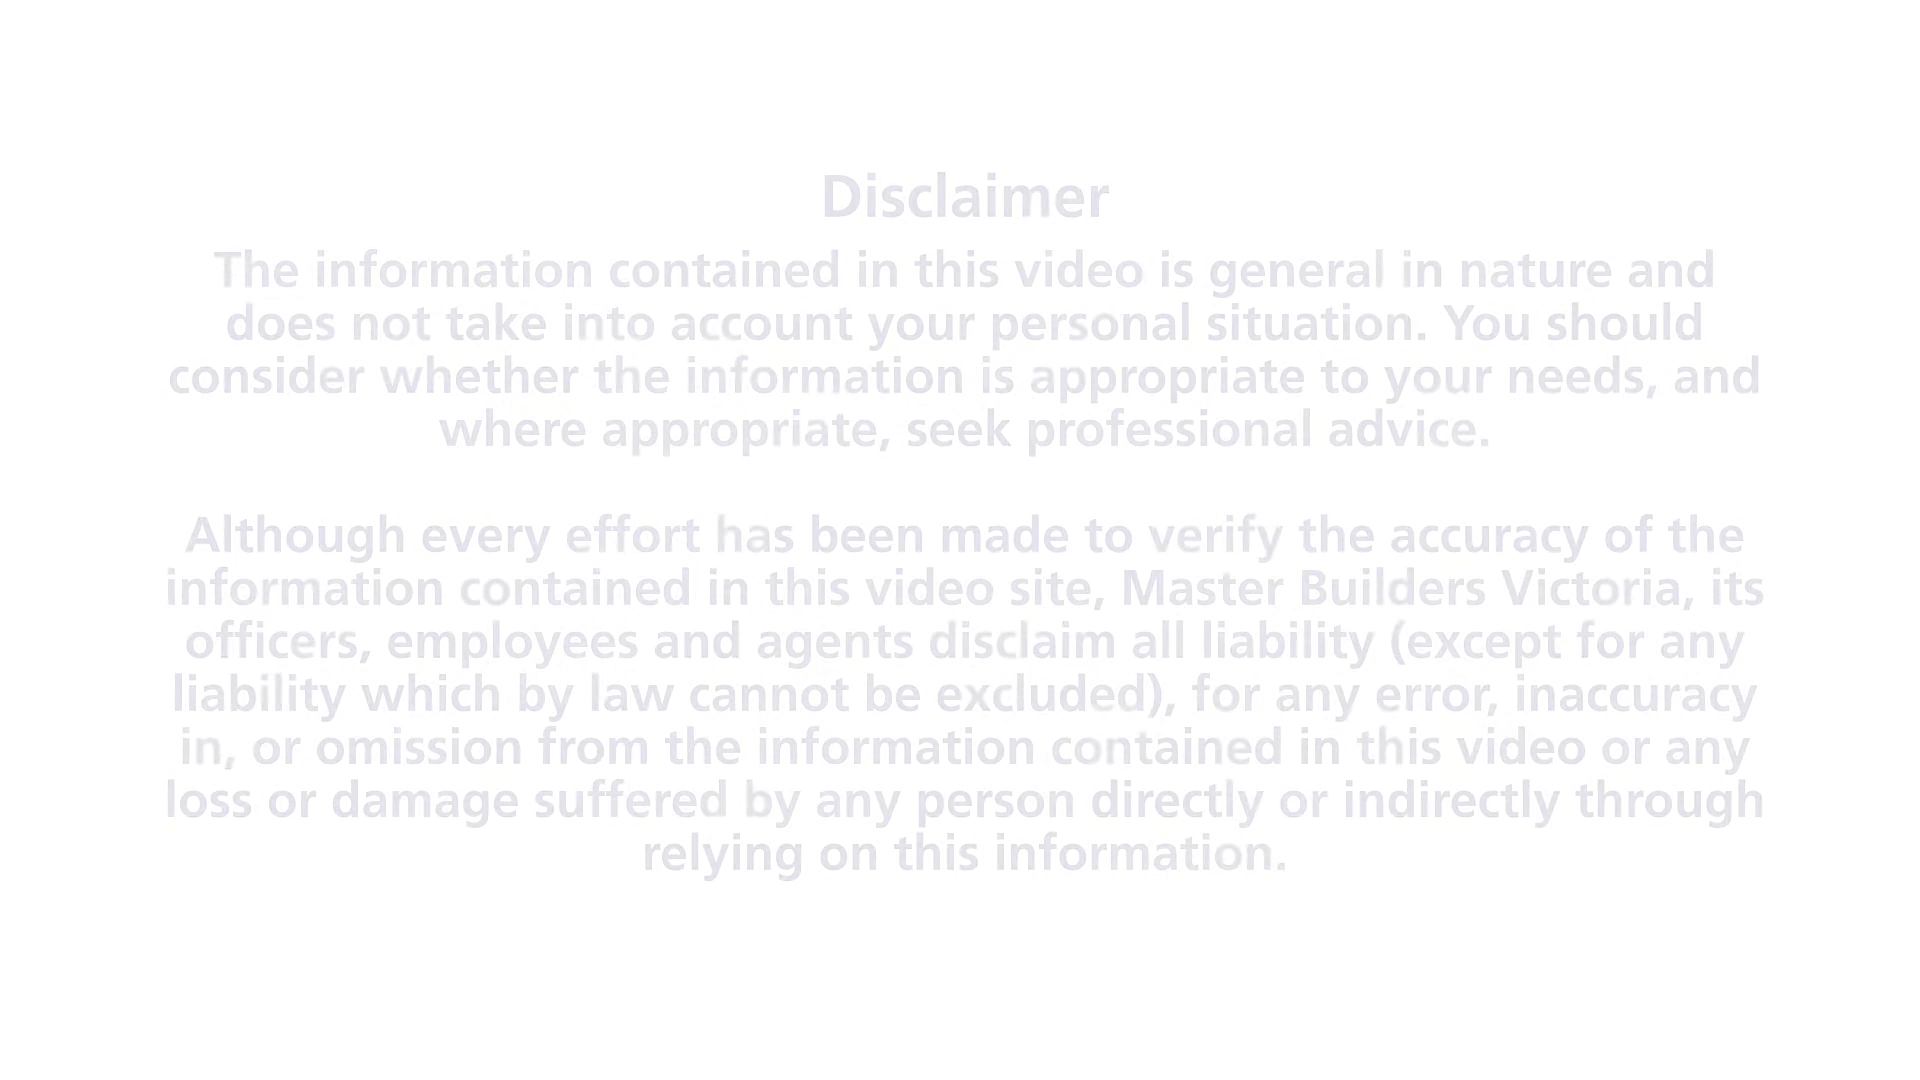 Disclaimer
The information contained in this video is general in nature and
does not take into account your personal situation. You should
consider whether the information is appropriate to your needs, and
where appropriate, seek professional advice.
Although every effort has been made to verify the accuracy of the
information contained in this video site, Master Builders Victoria, its
officers, employees and agents disclaim all liability (except for any
liability which by law cannot be excluded), for any error, inaccuracy
in, or omission from the information contained in this video or any
loss or damage suffered by any person directly or indirectly through
relying on this information.